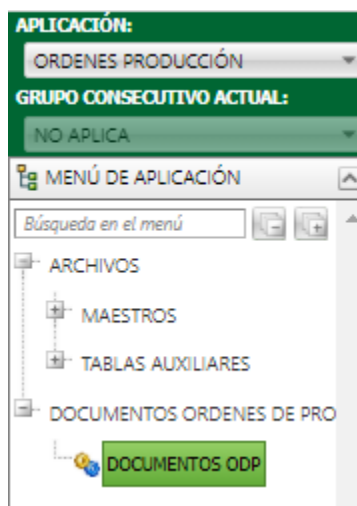 APLICACIÓN:
ORDENES PRODUCCIÓN
GRUPO CONSECUTIVO ACTUAL:
NO APLICA
MENÚ DE APLICACIÓN
Búsqueda en el menú
ARCHIVOS
MAESTROS
TABLAS AUXILIARES
DOCUMENTOS ORDENES DE PRO
DOCUMENTOS ODP